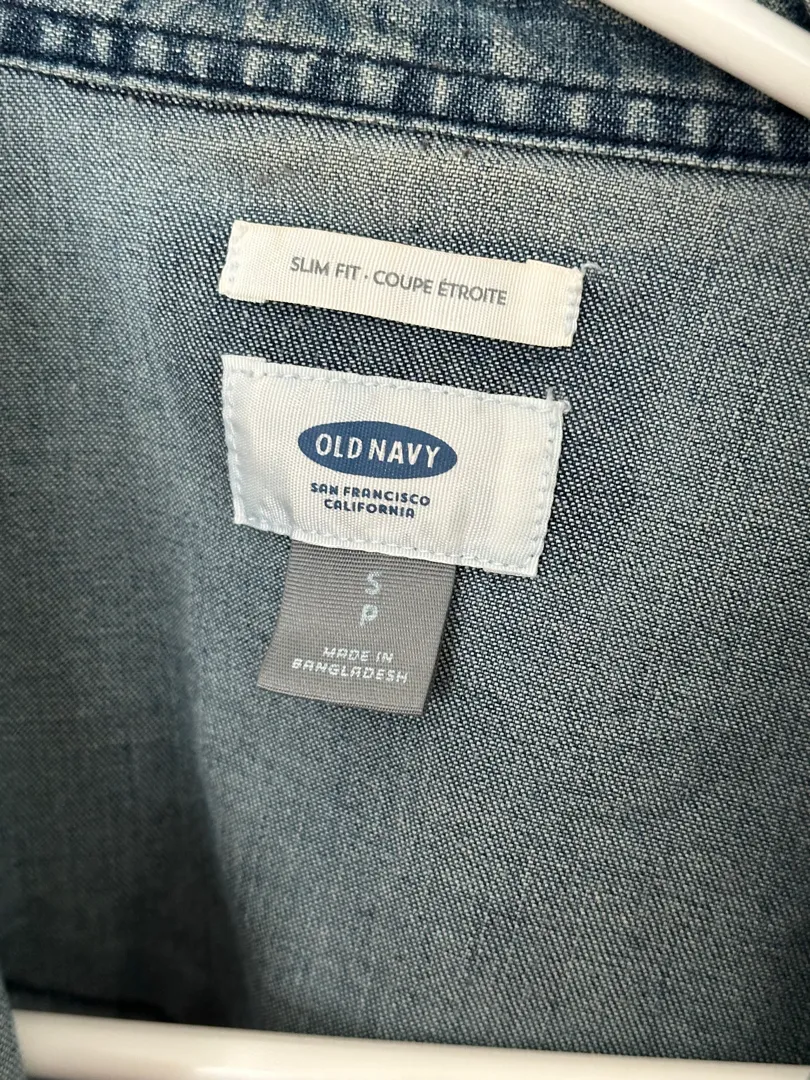 SLIM FIT · COUPE ÉTROITE
OLD NAVY
SAN FRANCISCO
CALIFORNIA
S
P
MADE IN
BANGLADESH